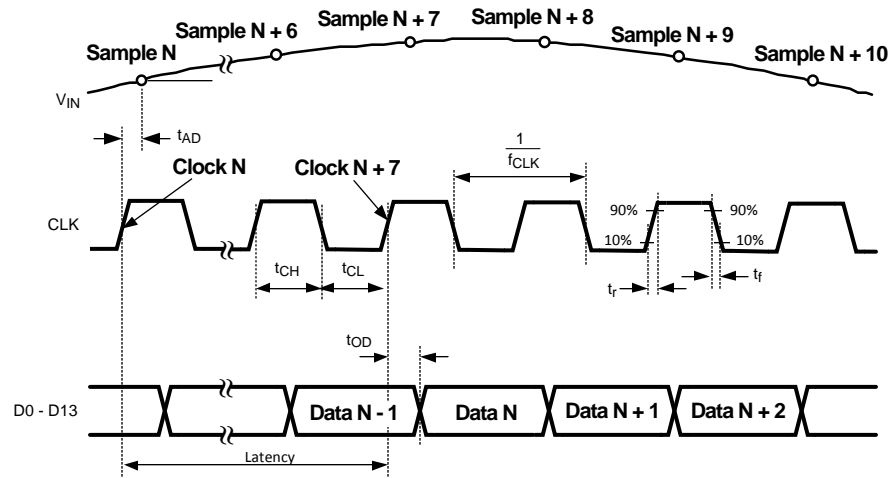 Sample N
Sample N + 6
Sample N + 7
Sample N + 8
Sample N + 9
Sample N + 10
VIN
tAD
Clock N
Clock N + 7
1
fCLK
CLK
90%
90%
10%
10%
tCH
tCL
tr
tf
tOD
D0 - D13
Data N - 1
Data N
Data N + 1
Data N + 2
Latency